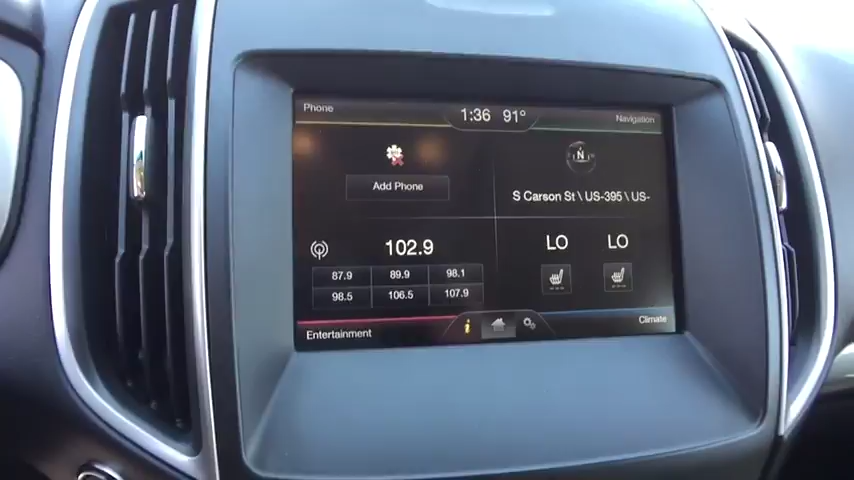 Phone
1:36 91°
Navigation
N
Add Phone
S Carson St \ US-395 \ US-
102.9
LO LO
87.9 89.9 98.1
98.5 106.5 107.9
Entertainment
i
Climate